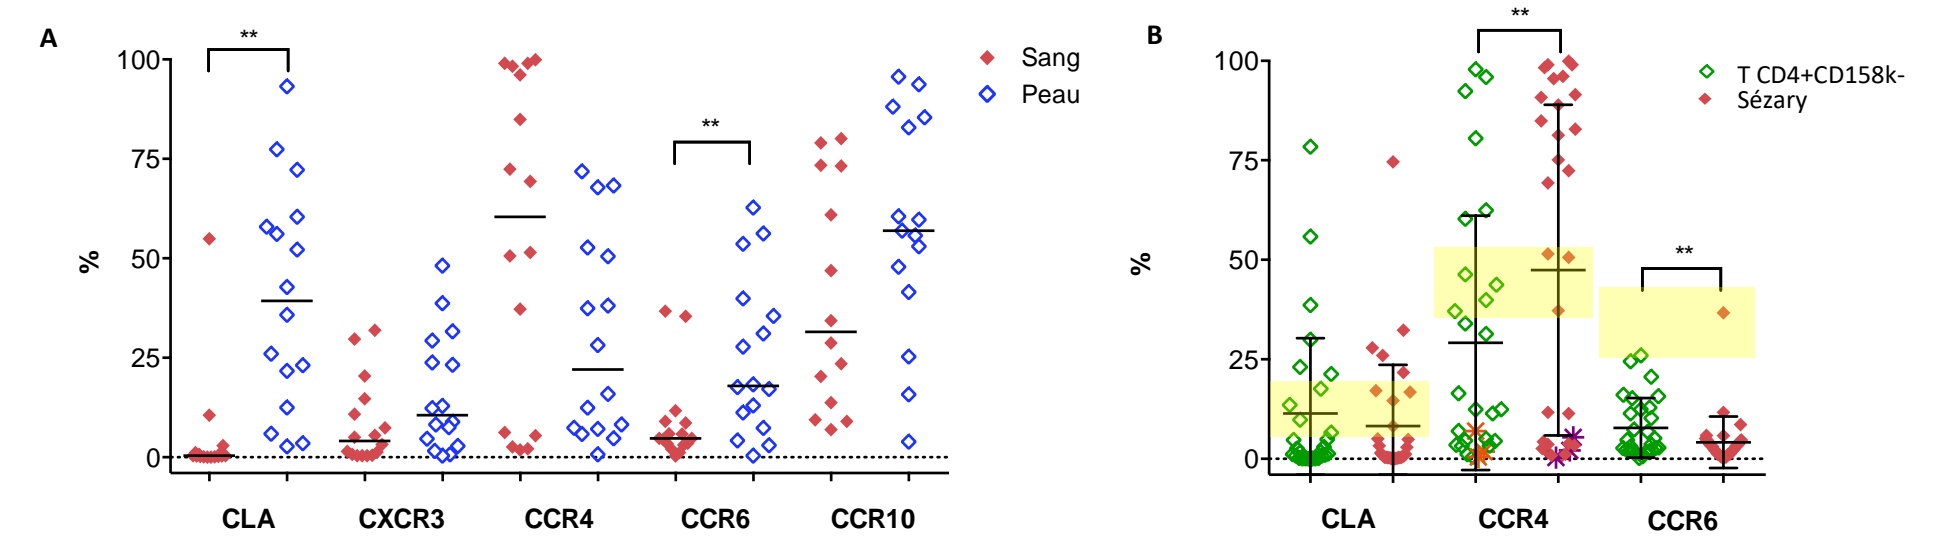 A
**
100
75
50
25
0
%
**
Sang
Peau
CLA
CXCR3
CCR4
CCR6
CCR10
B
**
100
75
50
25
0
%
**
T CD4+CD158k-
Sézary
CLA
CCR4
CCR6